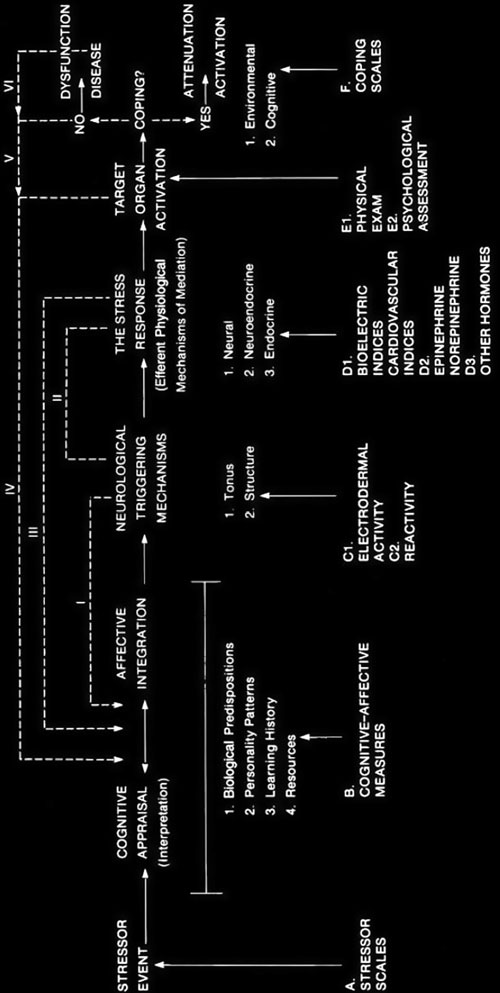 IV
V
VI
III
II
I
STRESSOR
EVENT
COGNITIVE
APPRAISAL
(Interpretation)
AFFECTIVE
INTEGRATION
NEUROLOGICAL
TRIGGERING
MECHANISMS
THE STRESS
RESPONSE
(Efferent Physiological
Mechanisms of Mediation)
TARGET
ORGAN
ACTIVATION
COPING?
NO
DYSFUNCTION
DISEASE
YES
ATTENUATION
ACTIVATION
1. Biological Predispositions
2. Personality Patterns
3. Learning History
4. Resources
1. Tonus
2. Structure
1. Neural
2. Neuroendocrine
3. Endocrine
1. Environmental
2. Cognitive
A.
STRESSOR
SCALES
B.
COGNITIVE–AFFECTIVE
MEASURES
C1.
ELECTRODERMAL
ACTIVITY
C2.
REACTIVITY
D1.
BIOELECTRIC
INDICES
CARDIOVASCULAR
INDICES
D2.
EPINEPHRINE
NOREPINEPHRINE
D3.
OTHER HORMONES
E1.
PHYSICAL
EXAM
E2.
PSYCHOLOGICAL
ASSESSMENT
F.
COPING
SCALES